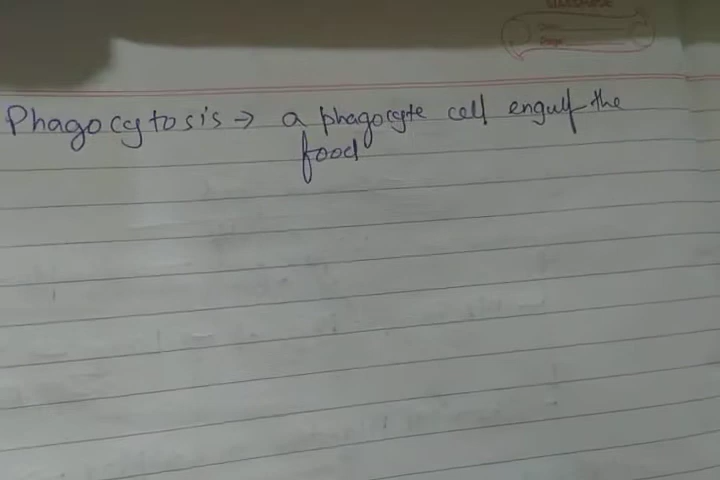 Phagocytosis → a phagocyte cell engulf the
food